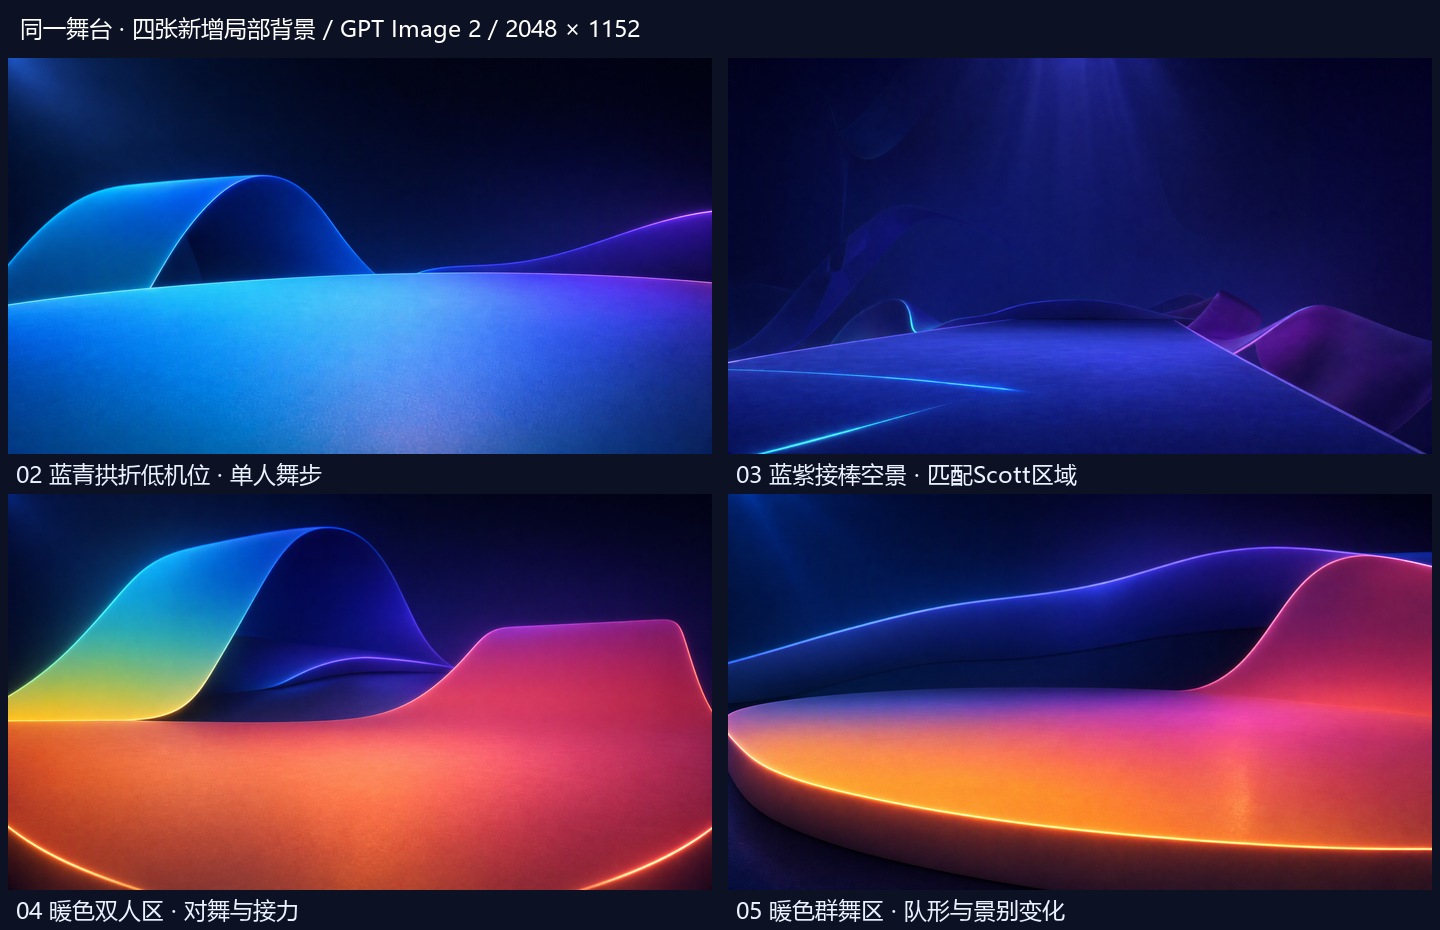 同一舞台 · 四张新增局部背景 / GPT Image 2 / 2048 × 1152
02 蓝青拱折低机位 · 单人舞步
03 蓝紫接棒空景 · 匹配Scott区域
04 暖色双人区 · 对舞与接力
05 暖色群舞区 · 队形与景别变化